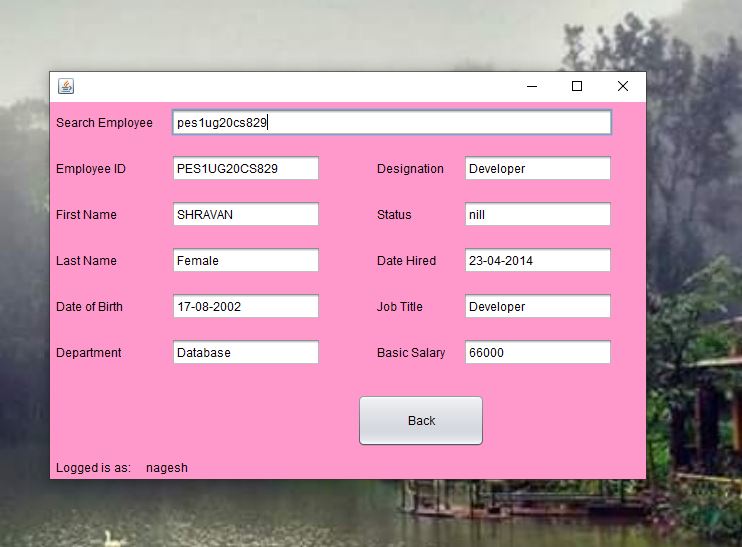 Search Employee pes1ug20cs829
Employee ID PES1UG20CS829 Designation Developer
First Name SHRAVAN Status nill
Last Name Female Date Hired 23-04-2014
Date of Birth 17-08-2002 Job Title Developer
Department Database Basic Salary 66000
Back
Logged is as: nagesh